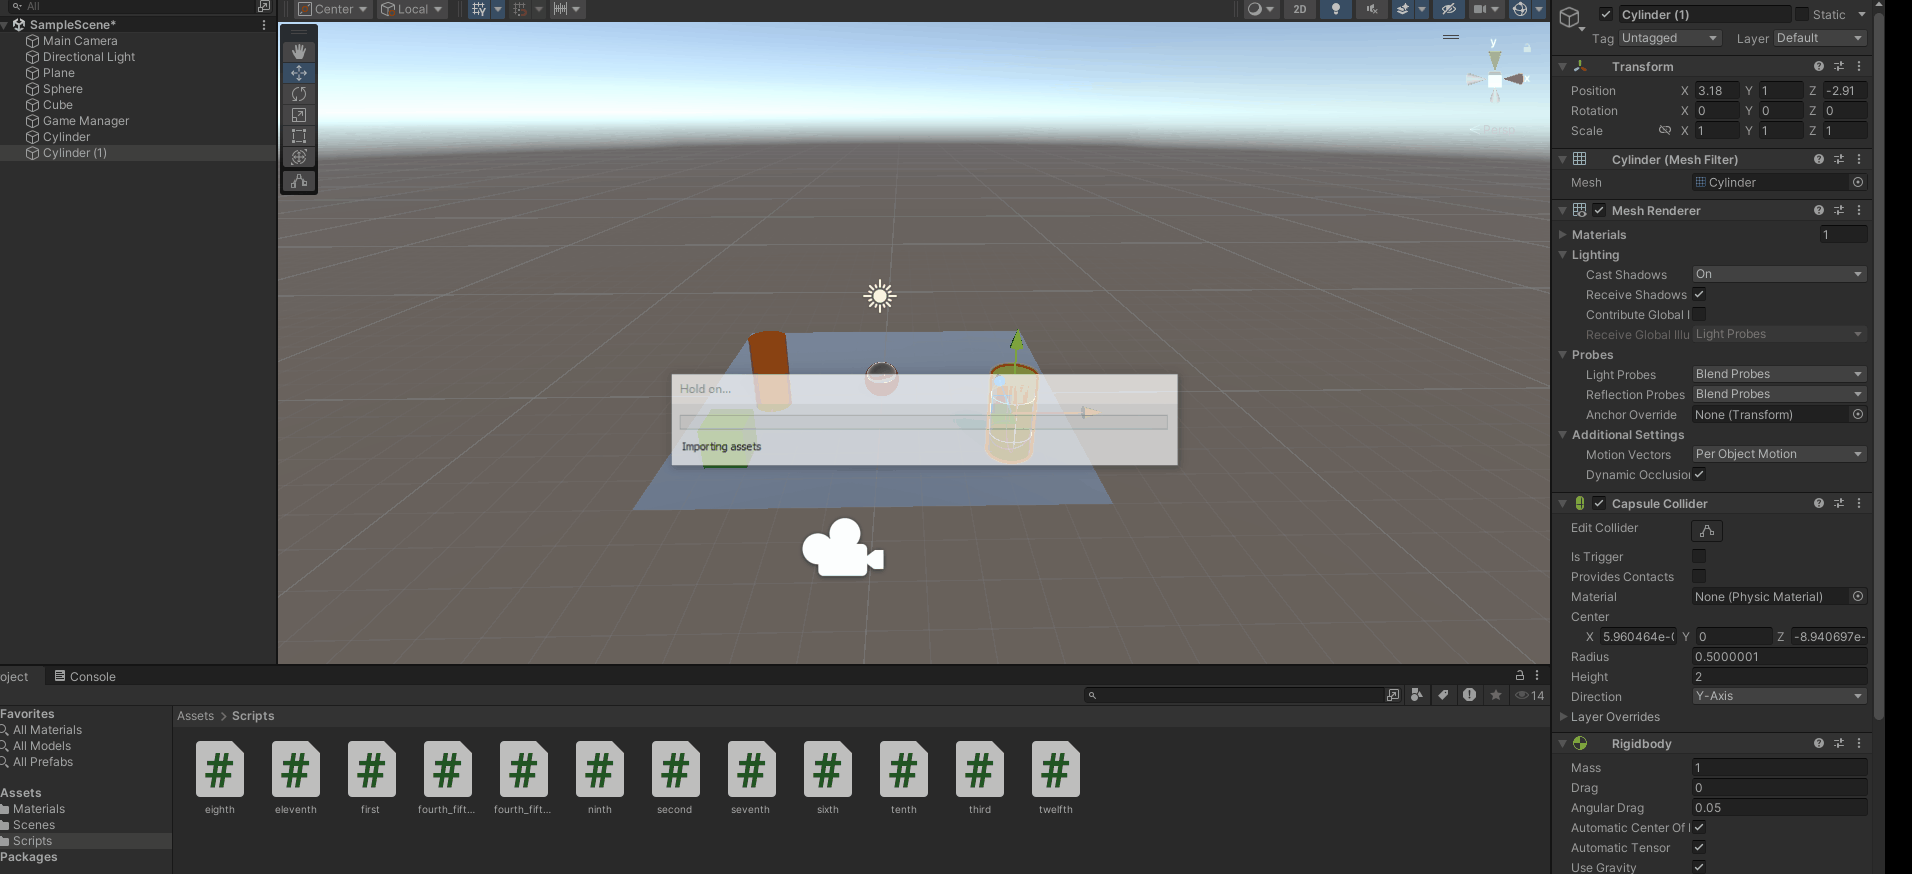 All
Center
Local
2D
SampleScene*
Main Camera
Directional Light
Plane
Sphere
Cube
Game Manager
Cylinder
Cylinder (1)
y
x
Hold on...
Importing assets
Cylinder (1)
Static
Tag Untagged Layer Default
Transform
Position X 3.18 Y 1 Z -2.91
Rotation X 0 Y 0 Z 0
Scale X 1 Y 1 Z 1
Cylinder (Mesh Filter)
Mesh Cylinder
Mesh Renderer
Materials 1
Lighting
Cast Shadows On
Receive Shadows
Contribute Global I
Receive Global Illu Light Probes
Probes
Light Probes Blend Probes
Reflection Probes Blend Probes
Anchor Override None (Transform)
Additional Settings
Motion Vectors Per Object Motion
Dynamic Occlusion
Capsule Collider
Edit Collider
Is Trigger
Provides Contacts
Material None (Physic Material)
Center
X 5.960464e-( Y 0 Z -8.940697e-
Radius 0.5000001
Height 2
Direction Y-Axis
Layer Overrides
Rigidbody
Mass 1
Drag 0
Angular Drag 0.05
Automatic Center Of I
Automatic Tensor
Use Gravity
oject
Console
14
Favorites
All Materials
All Models
All Prefabs
Assets
Materials
Scenes
Scripts
Packages
Assets > Scripts
eighth
eleventh
first
fourth_fift...
fourth_fift...
ninth
second
seventh
sixth
tenth
third
twelfth